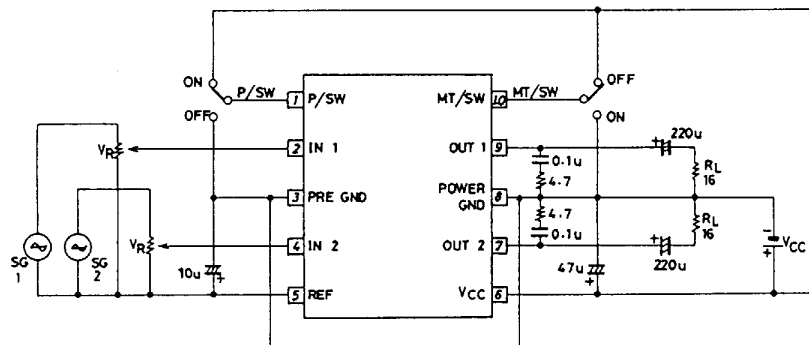 ON
P/SW
OFF
1
P/SW
MT/SW
10
MT/SW
OFF
ON
VR
2
IN 1
OUT 1
9
0.1u
4.7
+
220u
RL
16
3
PRE GND
POWER
GND
8
4.7
0.1u
RL
16
-
+
VCC
SG
1
SG
2
VR
4
IN 2
OUT 2
7
+
220u
10u
+
5
REF
VCC
6
47u
+